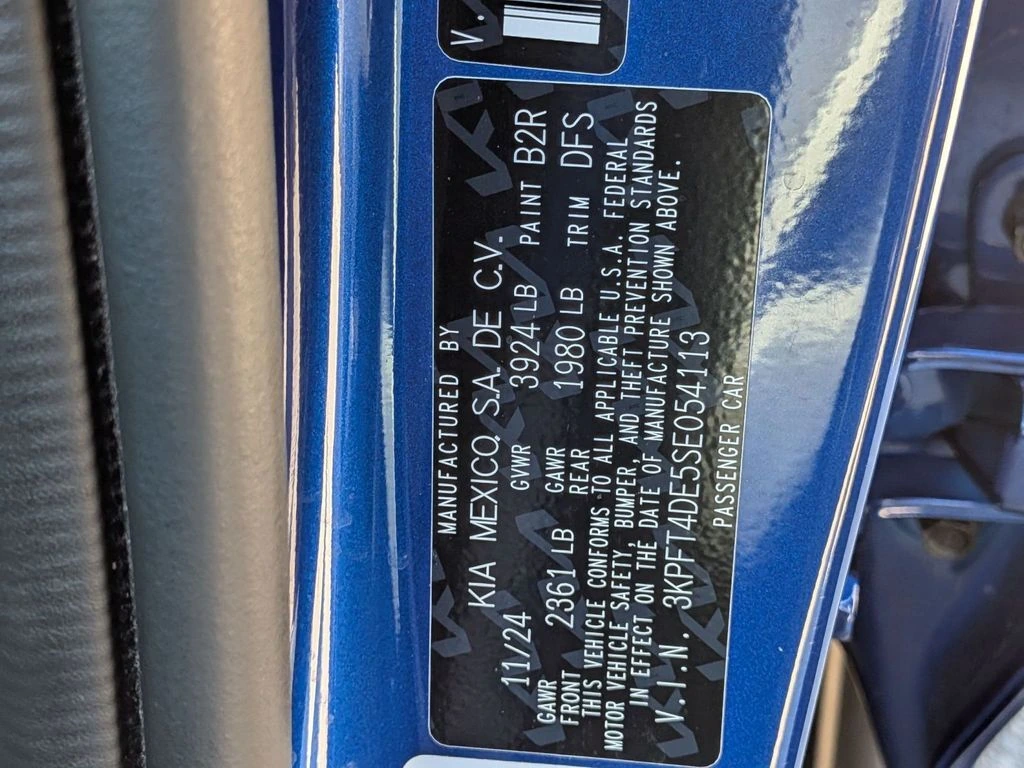 V.
MANUFACTURED BY
KIA MEXICO, S.A. DE C.V.
11/24 GVWR 3924 LB PAINT B2R
GAWR FRONT 2361 LB GAWR REAR 1980 LB TRIM DFS
THIS VEHICLE CONFORMS TO ALL APPLICABLE U.S.A. FEDERAL
MOTOR VEHICLE SAFETY, BUMPER, AND THEFT PREVENTION STANDARDS
IN EFFECT ON THE DATE OF MANUFACTURE SHOWN ABOVE.
V.I.N. 3KPFT4DE5SE054113
PASSENGER CAR